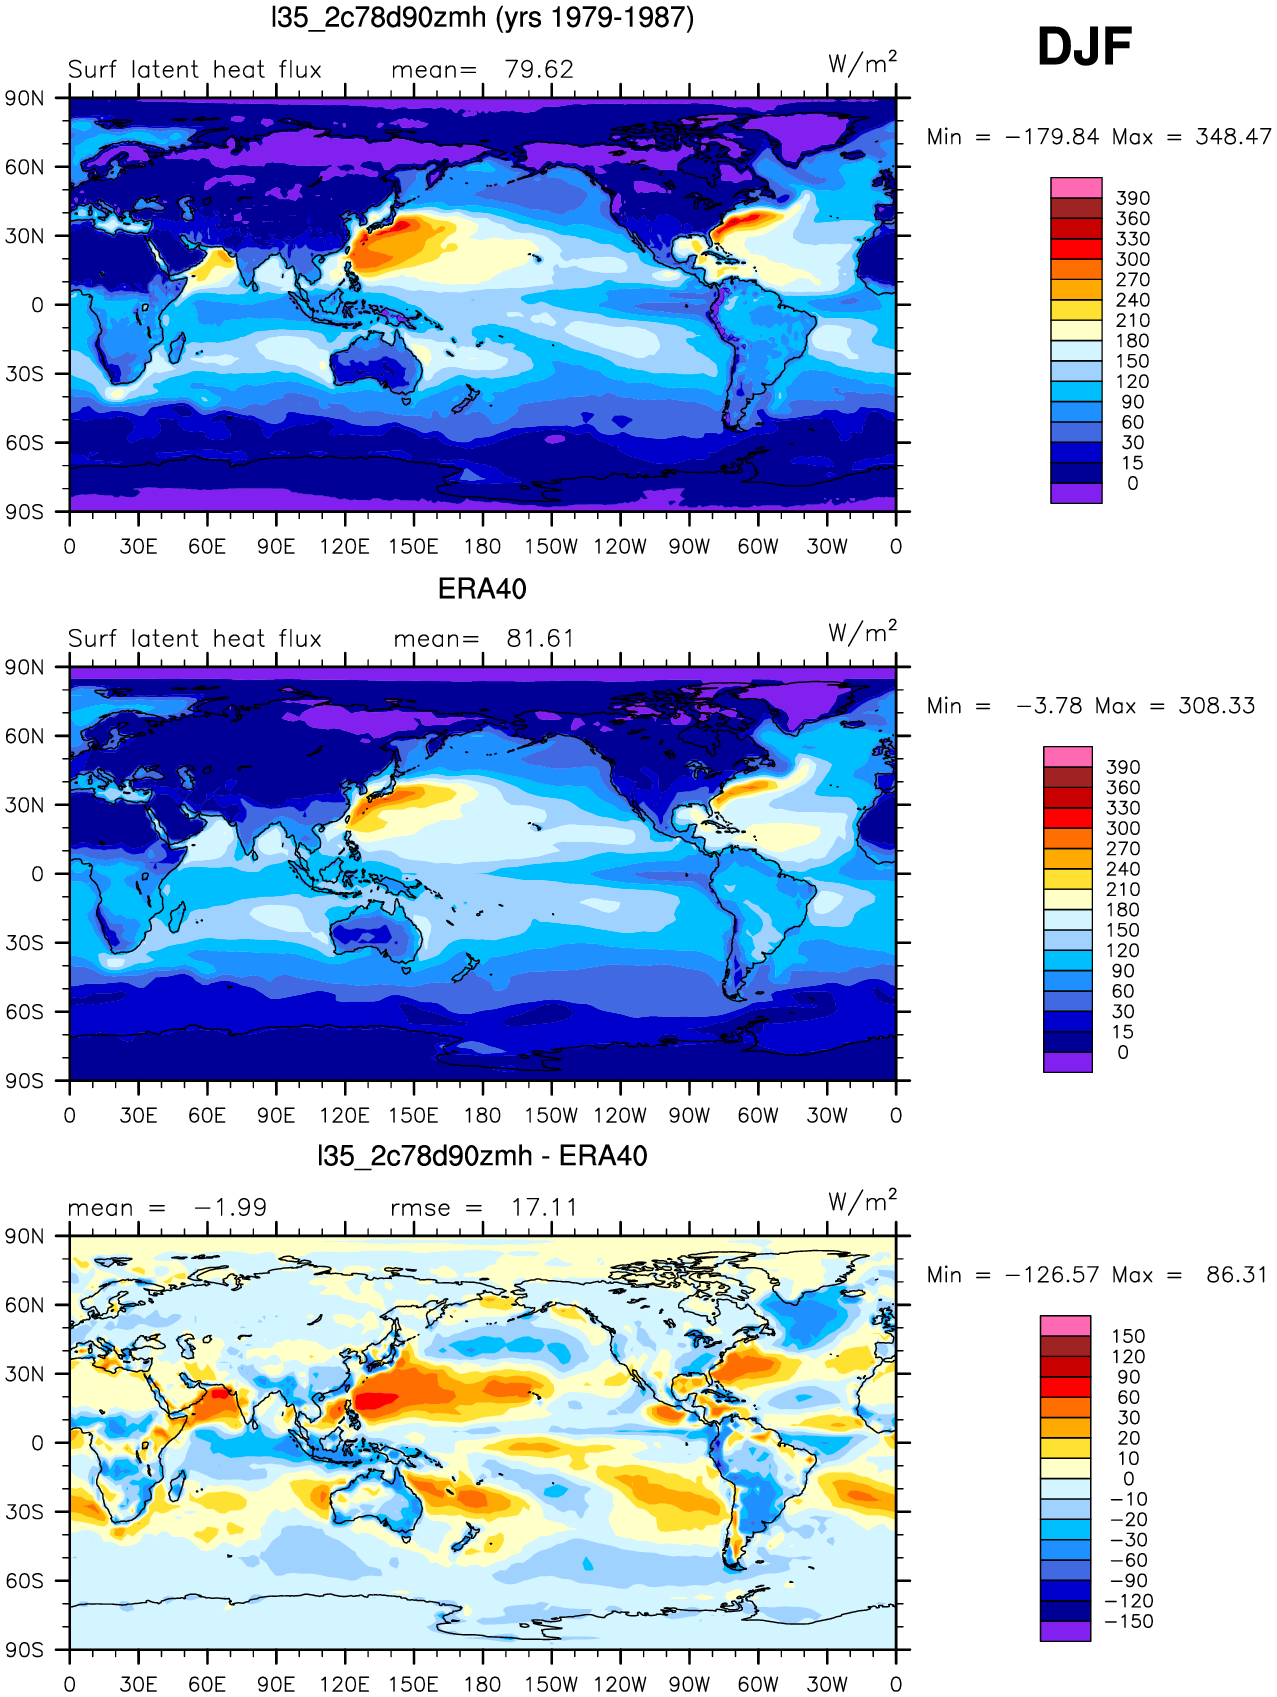 l35_2c78d90zmh (yrs 1979-1987)
DJF
Surf latent heat flux mean= 79.62 W/m²
Min = −179.84 Max = 348.47
90N
60N
30N
0
30S
60S
90S
0 30E 60E 90E 120E 150E 180 150W 120W 90W 60W 30W 0
390
360
330
300
270
240
210
180
150
120
90
60
30
15
0
ERA40
Surf latent heat flux mean= 81.61 W/m²
Min = −3.78 Max = 308.33
90N
60N
30N
0
30S
60S
90S
0 30E 60E 90E 120E 150E 180 150W 120W 90W 60W 30W 0
390
360
330
300
270
240
210
180
150
120
90
60
30
15
0
l35_2c78d90zmh - ERA40
mean = −1.99 rmse = 17.11 W/m²
Min = −126.57 Max = 86.31
90N
60N
30N
0
30S
60S
90S
0 30E 60E 90E 120E 150E 180 150W 120W 90W 60W 30W 0
150
120
90
60
30
20
10
0
−10
−20
−30
−60
−90
−120
−150